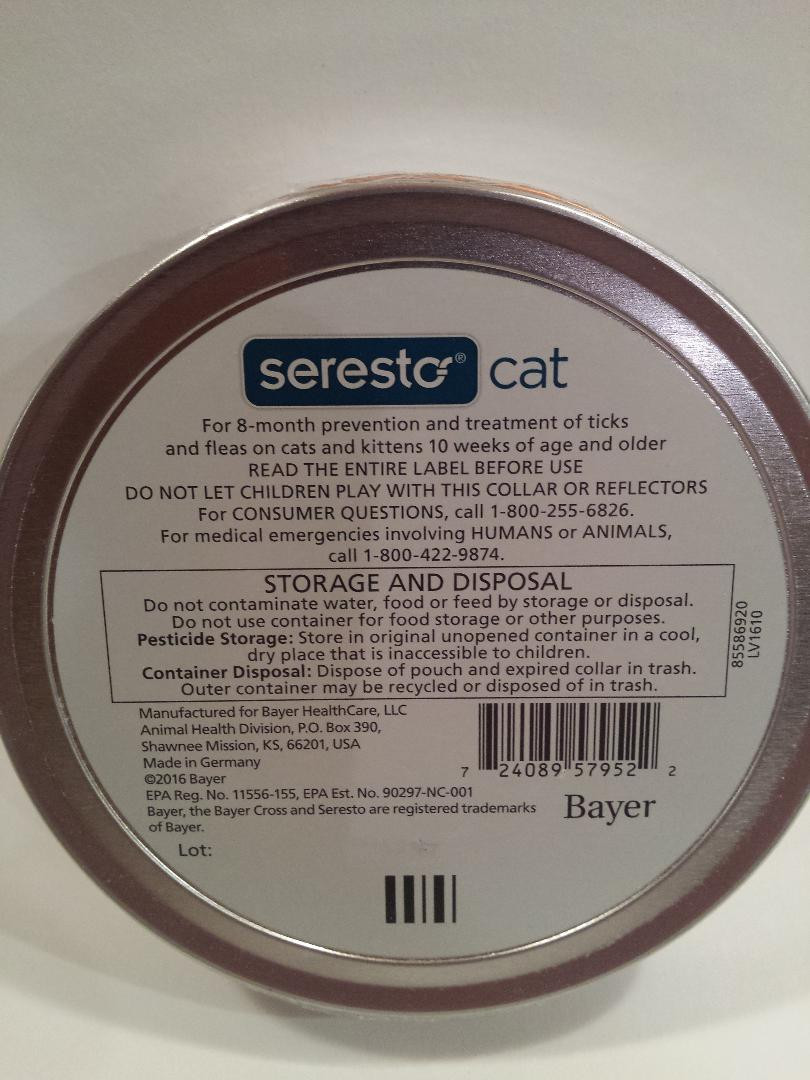 seresto® cat
For 8-month prevention and treatment of ticks
and fleas on cats and kittens 10 weeks of age and older
READ THE ENTIRE LABEL BEFORE USE
DO NOT LET CHILDREN PLAY WITH THIS COLLAR OR REFLECTORS
For CONSUMER QUESTIONS, call 1-800-255-6826.
For medical emergencies involving HUMANS or ANIMALS,
call 1-800-422-9874.
STORAGE AND DISPOSAL
Do not contaminate water, food or feed by storage or disposal.
Do not use container for food storage or other purposes.
Pesticide Storage: Store in original unopened container in a cool,
dry place that is inaccessible to children.
Container Disposal: Dispose of pouch and expired collar in trash.
Outer container may be recycled or disposed of in trash.
85586920
LV1610
Manufactured for Bayer HealthCare, LLC
Animal Health Division, P.O. Box 390,
Shawnee Mission, KS, 66201, USA
Made in Germany
©2016 Bayer
EPA Reg. No. 11556-155, EPA Est. No. 90297-NC-001
Bayer, the Bayer Cross and Seresto are registered trademarks
of Bayer.
7 24089 57952 2
Bayer
Lot: